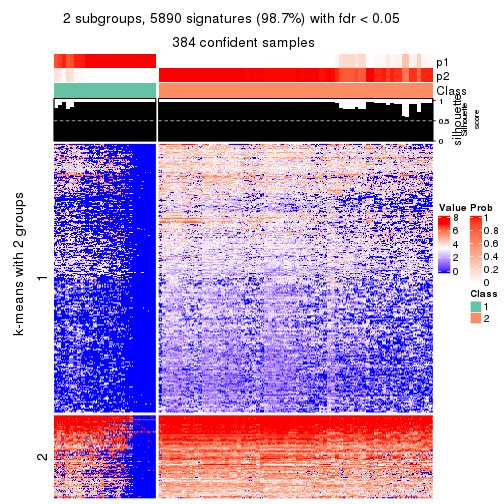 2 subgroups, 5890 signatures (98.7%) with fdr < 0.05
384 confident samples
p1
p2
Class
silhouette
Silhouette
score
1
0.5
0
k-means with 2 groups
1
2
Value
8
6
4
2
0
Prob
1
0.8
0.6
0.4
0.2
0
Class
1
2